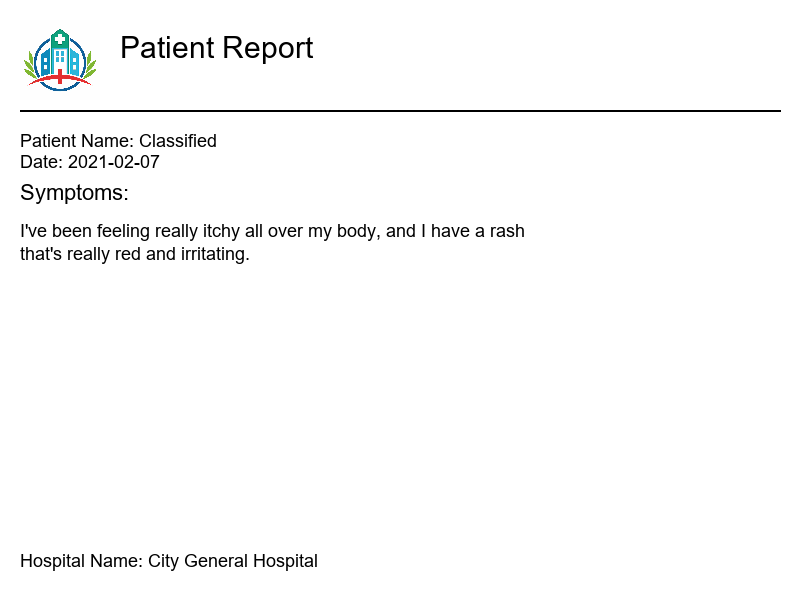 Patient Report
Patient Name: Classified
Date: 2021-02-07
Symptoms:
I've been feeling really itchy all over my body, and I have a rash
that's really red and irritating.
Hospital Name: City General Hospital